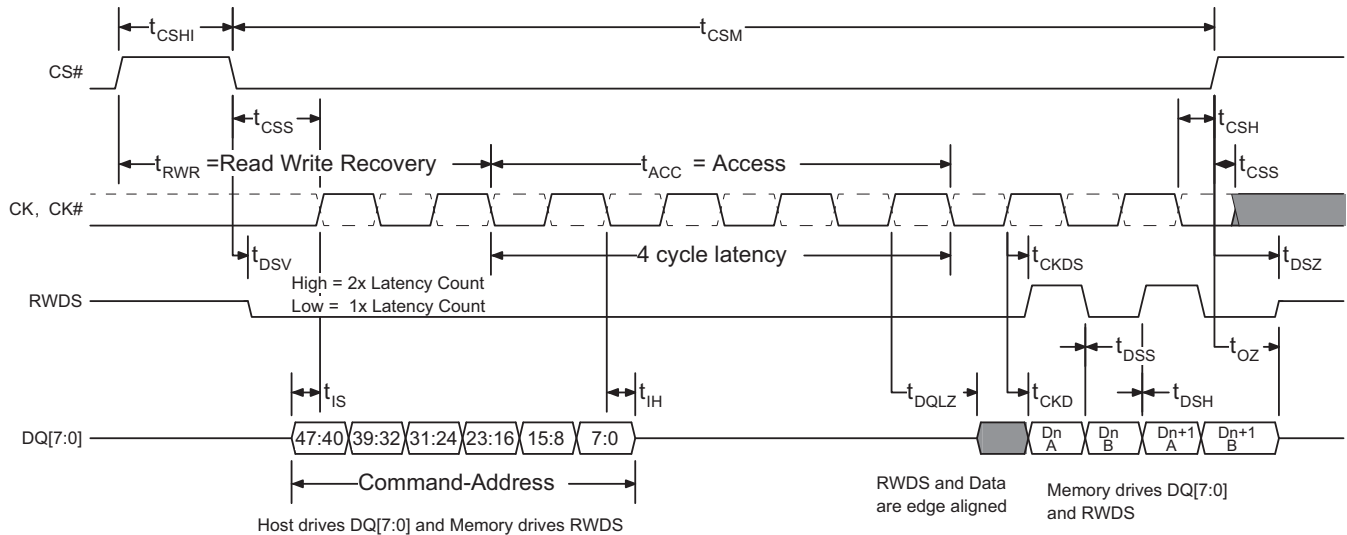 tCSHI
tCSM
CS#
tCSS
tCSH
tRWR =Read Write Recovery
tACC = Access
tCSS
CK, CK#
4 cycle latency
tDSV
tCKDS
tDSZ
High = 2x Latency Count
Low = 1x Latency Count
RWDS
tDSS
tOZ
tIS
tIH
tDQLZ
tCKD
tDSH
DQ[7:0]
47:40 39:32 31:24 23:16 15:8 7:0
Dn A
Dn B
Dn+1 A
Dn+1 B
Command-Address
RWDS and Data
are edge aligned
Memory drives DQ[7:0]
and RWDS
Host drives DQ[7:0] and Memory drives RWDS